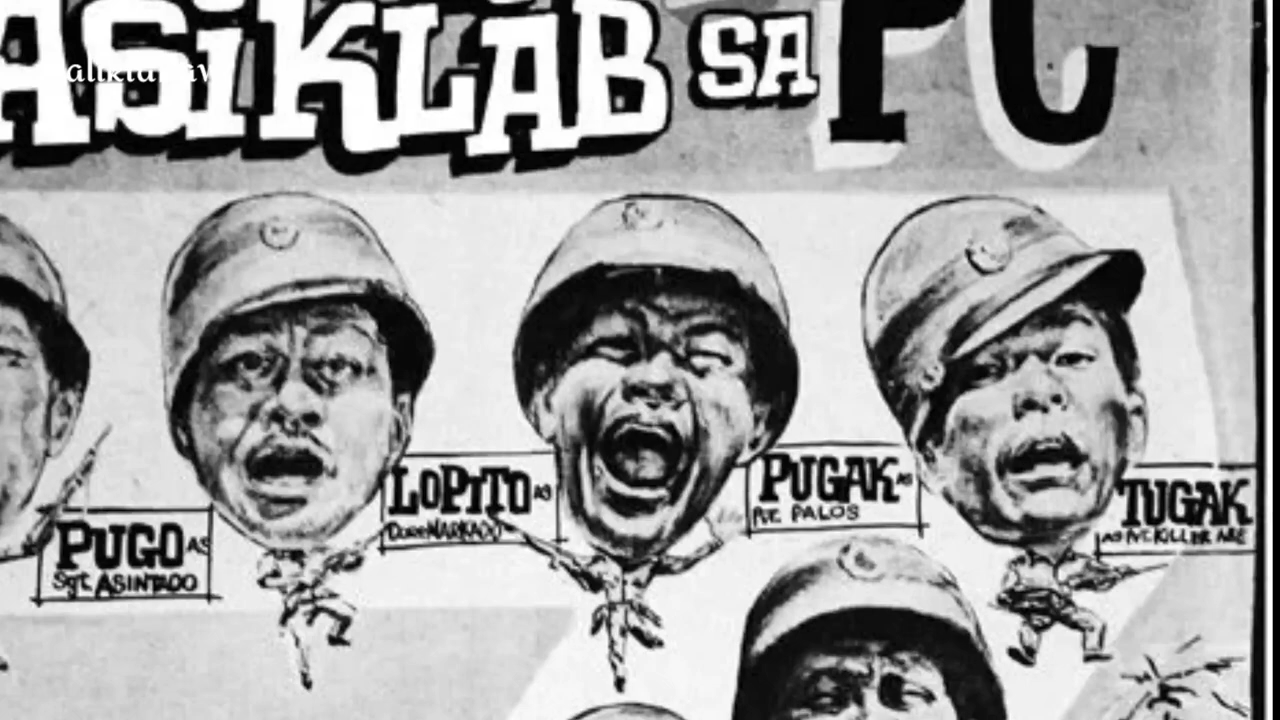 ASiKLAB SA PC
PUGO AS
Sgt. ASINTADO
LOPITO AS
PUGAK AS
Pvt. PALOS
TUGAK